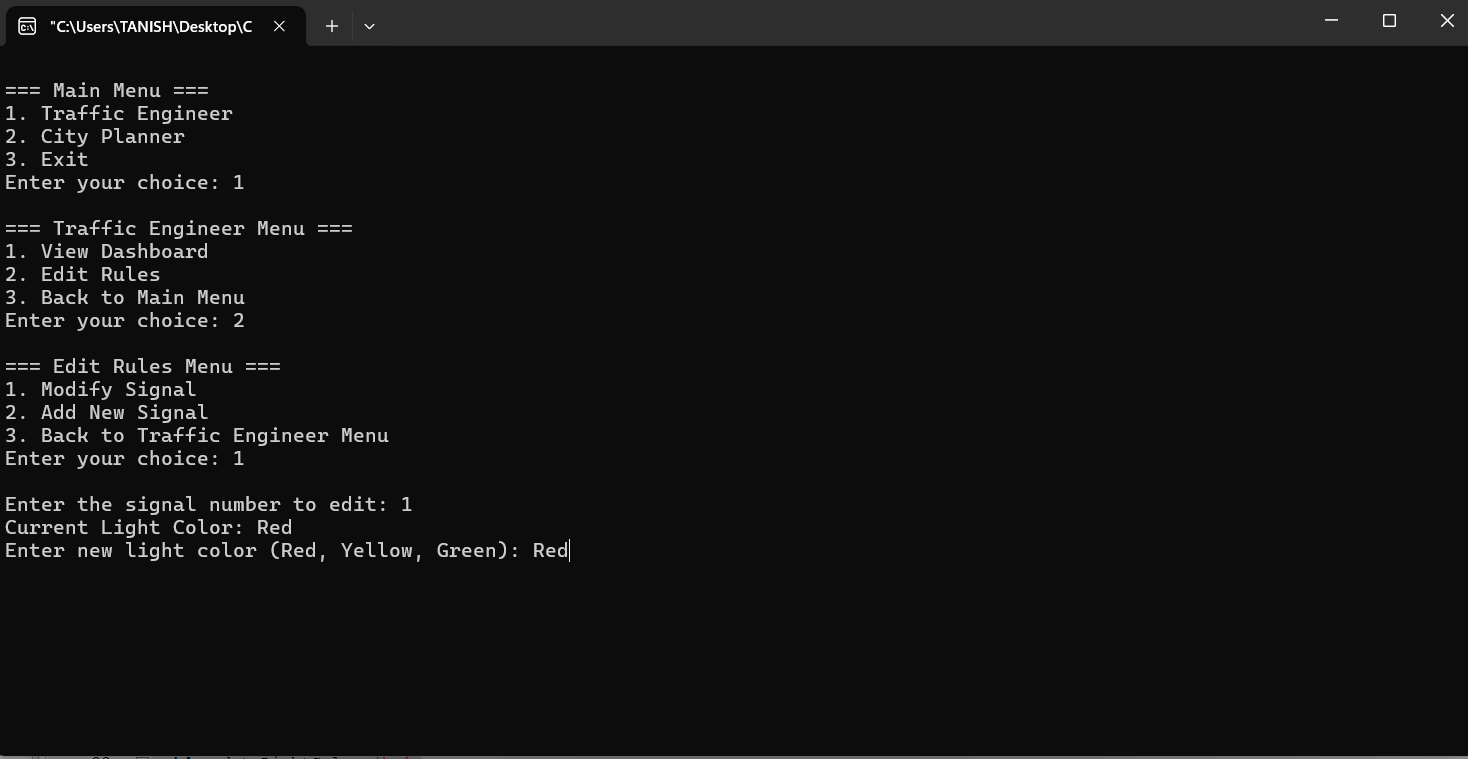 "C:\Users\TANISH\Desktop\C
=== Main Menu ===
1. Traffic Engineer
2. City Planner
3. Exit
Enter your choice: 1
=== Traffic Engineer Menu ===
1. View Dashboard
2. Edit Rules
3. Back to Main Menu
Enter your choice: 2
=== Edit Rules Menu ===
1. Modify Signal
2. Add New Signal
3. Back to Traffic Engineer Menu
Enter your choice: 1
Enter the signal number to edit: 1
Current Light Color: Red
Enter new light color (Red, Yellow, Green): Red